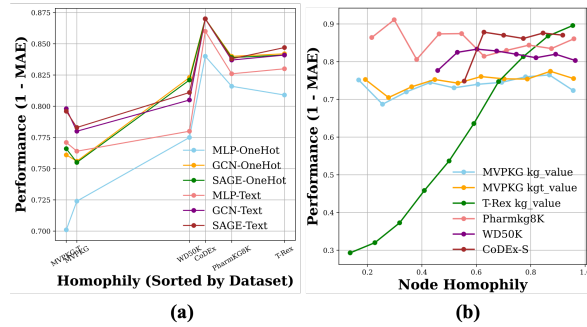 Performance (1 - MAE)
0.875
0.850
0.825
0.800
0.775
0.750
0.725
0.700
MLP-OneHot
GCN-OneHot
SAGE-OneHot
MLP-Text
GCN-Text
SAGE-Text
MVPKG
WD50K
CoDEx
PharmKG8K
T-Rex
Homophily (Sorted by Dataset)
(a)
Performance (1 - MAE)
0.9
0.8
0.7
0.6
0.5
0.4
0.3
MVPKG kg_value
MVPKG kgt_value
T-Rex kg_value
Pharmkg8K
WD50K
CoDEx-S
0.0
0.2
0.4
0.6
0.8
1.0
Node Homophily
(b)